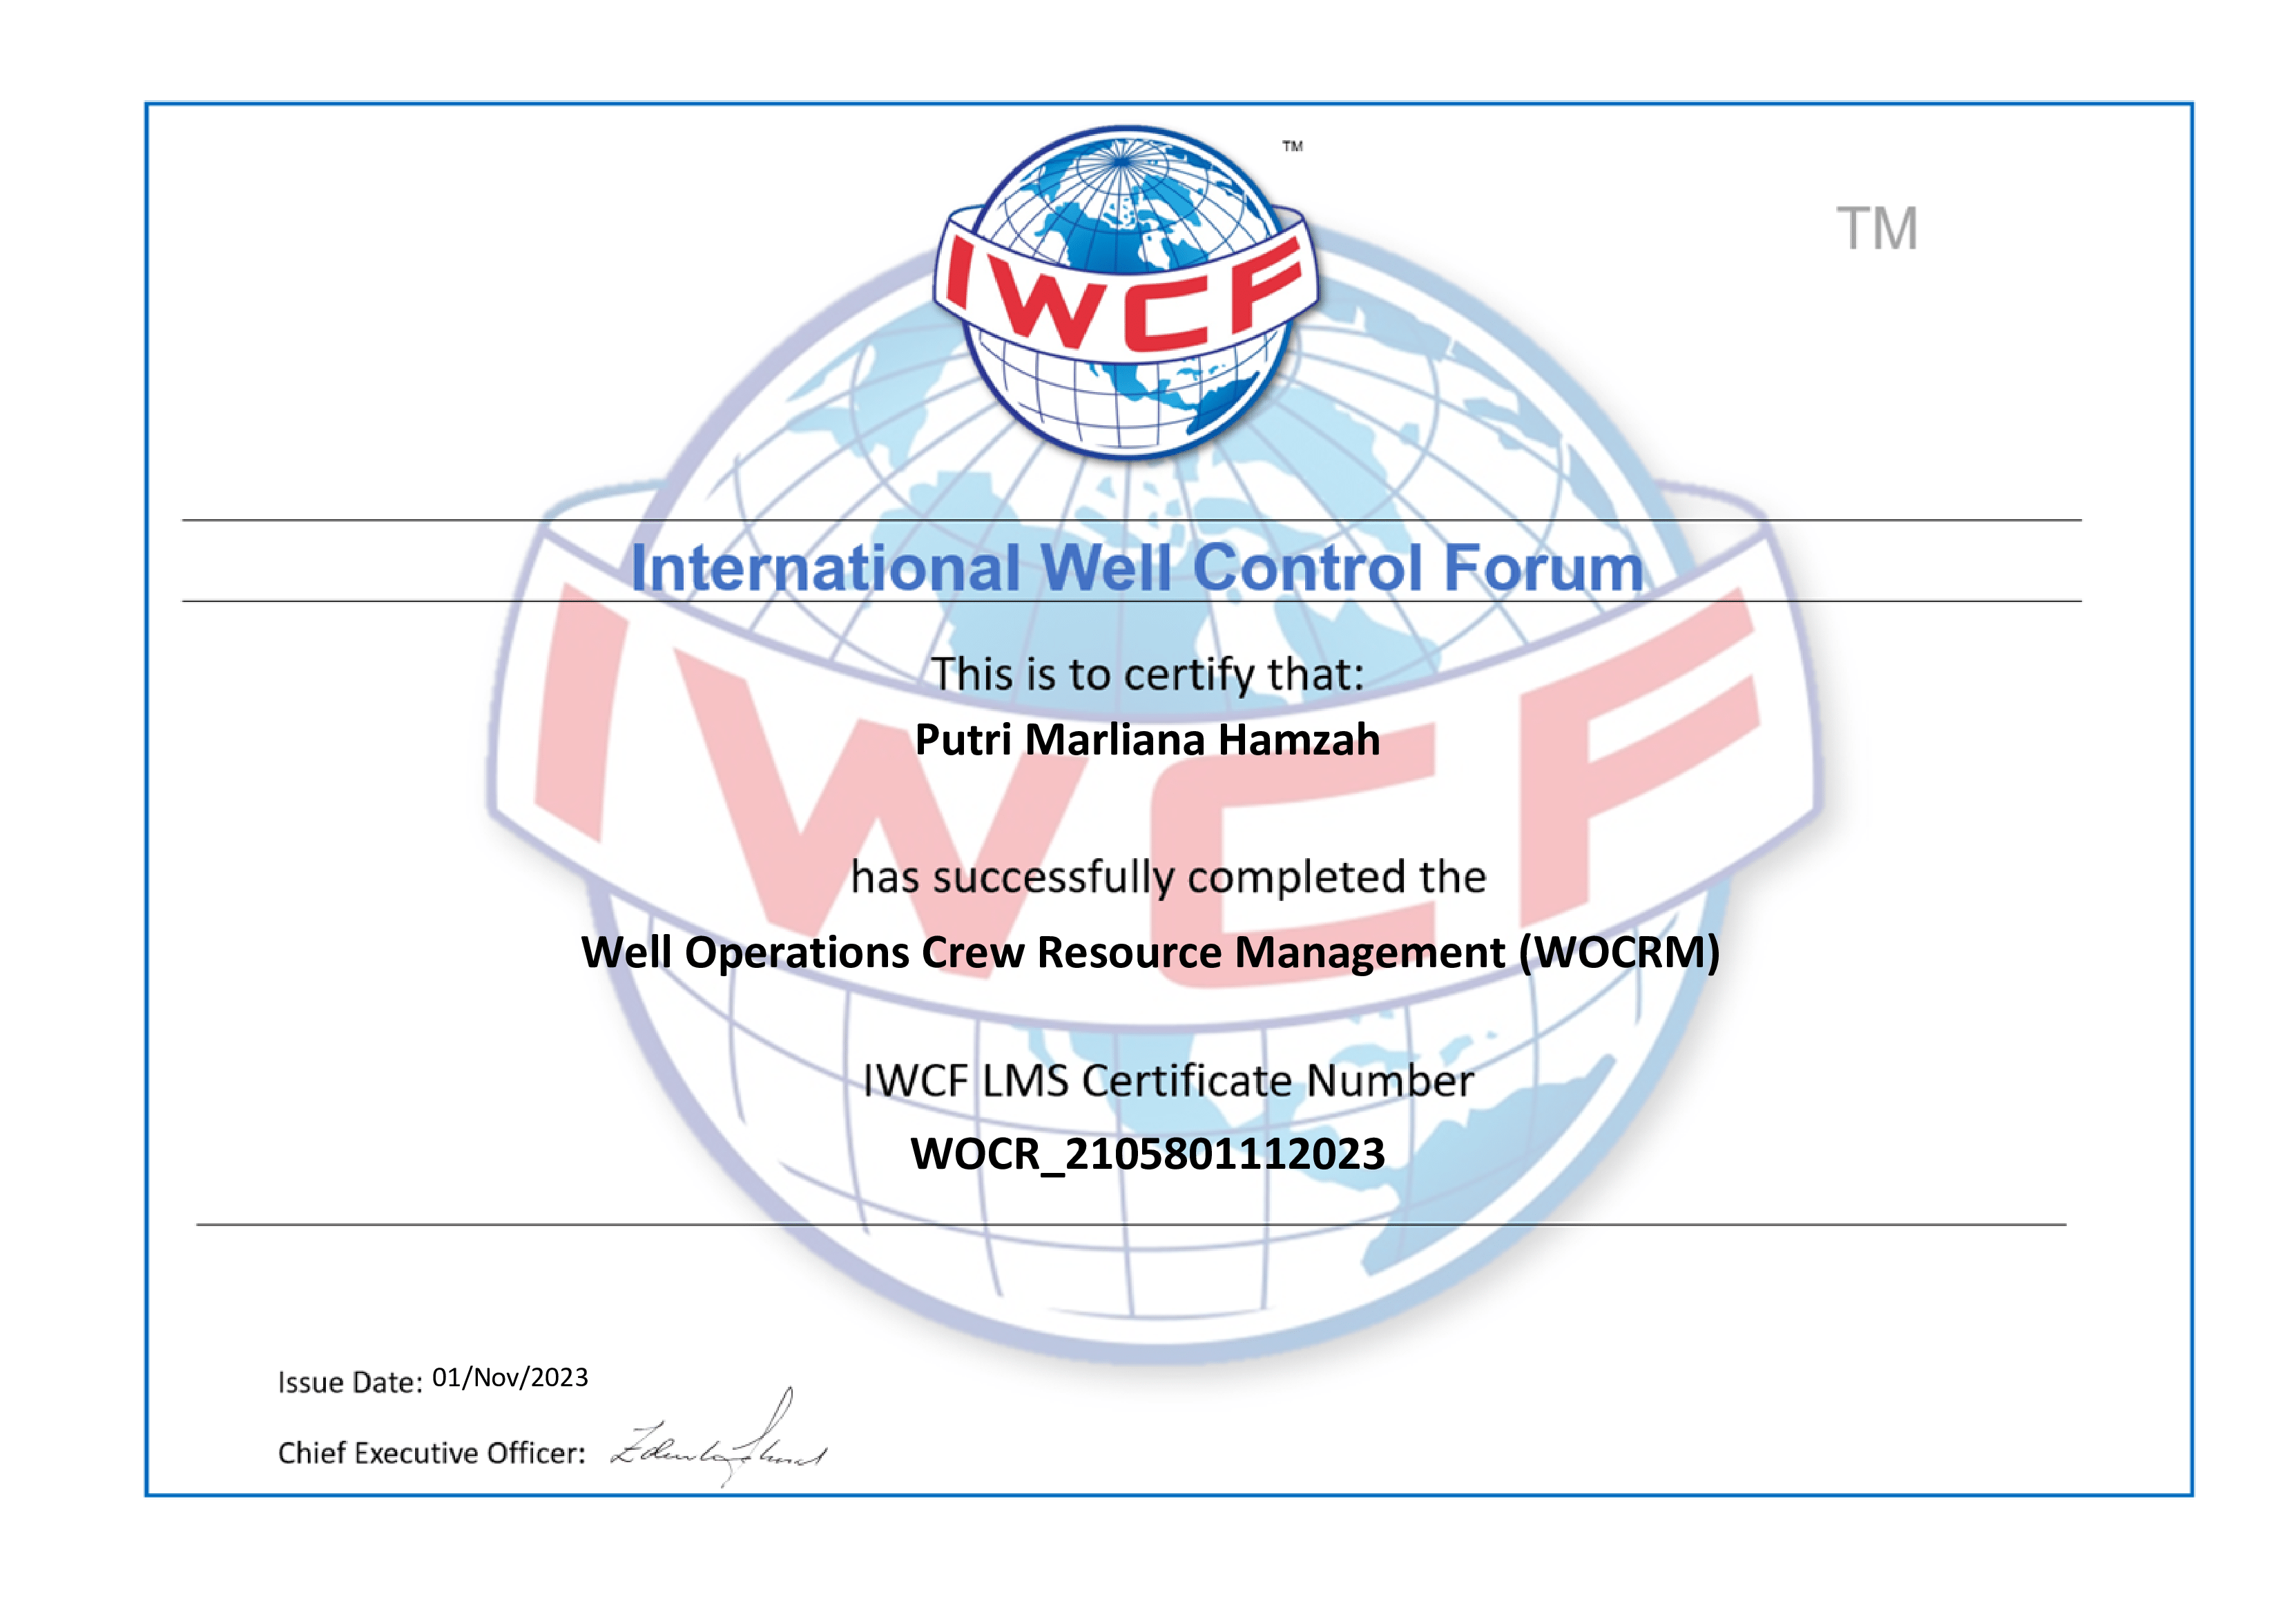 TM
IWCF
TM
International Well Control Forum
IWCF
This is to certify that:
Putri Marliana Hamzah
has successfully completed the
Well Operations Crew Resource Management (WOCRM)
IWCF LMS Certificate Number
WOCR_2105801112023
Issue Date: 01/Nov/2023
Chief Executive Officer: